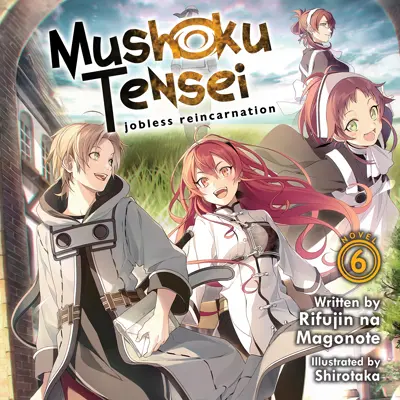 Mushoku
Tensei
jobless reincarnation
NOVEL
6
Written by
Rifujin na
Magonote
Illustrated by
Shirotaka